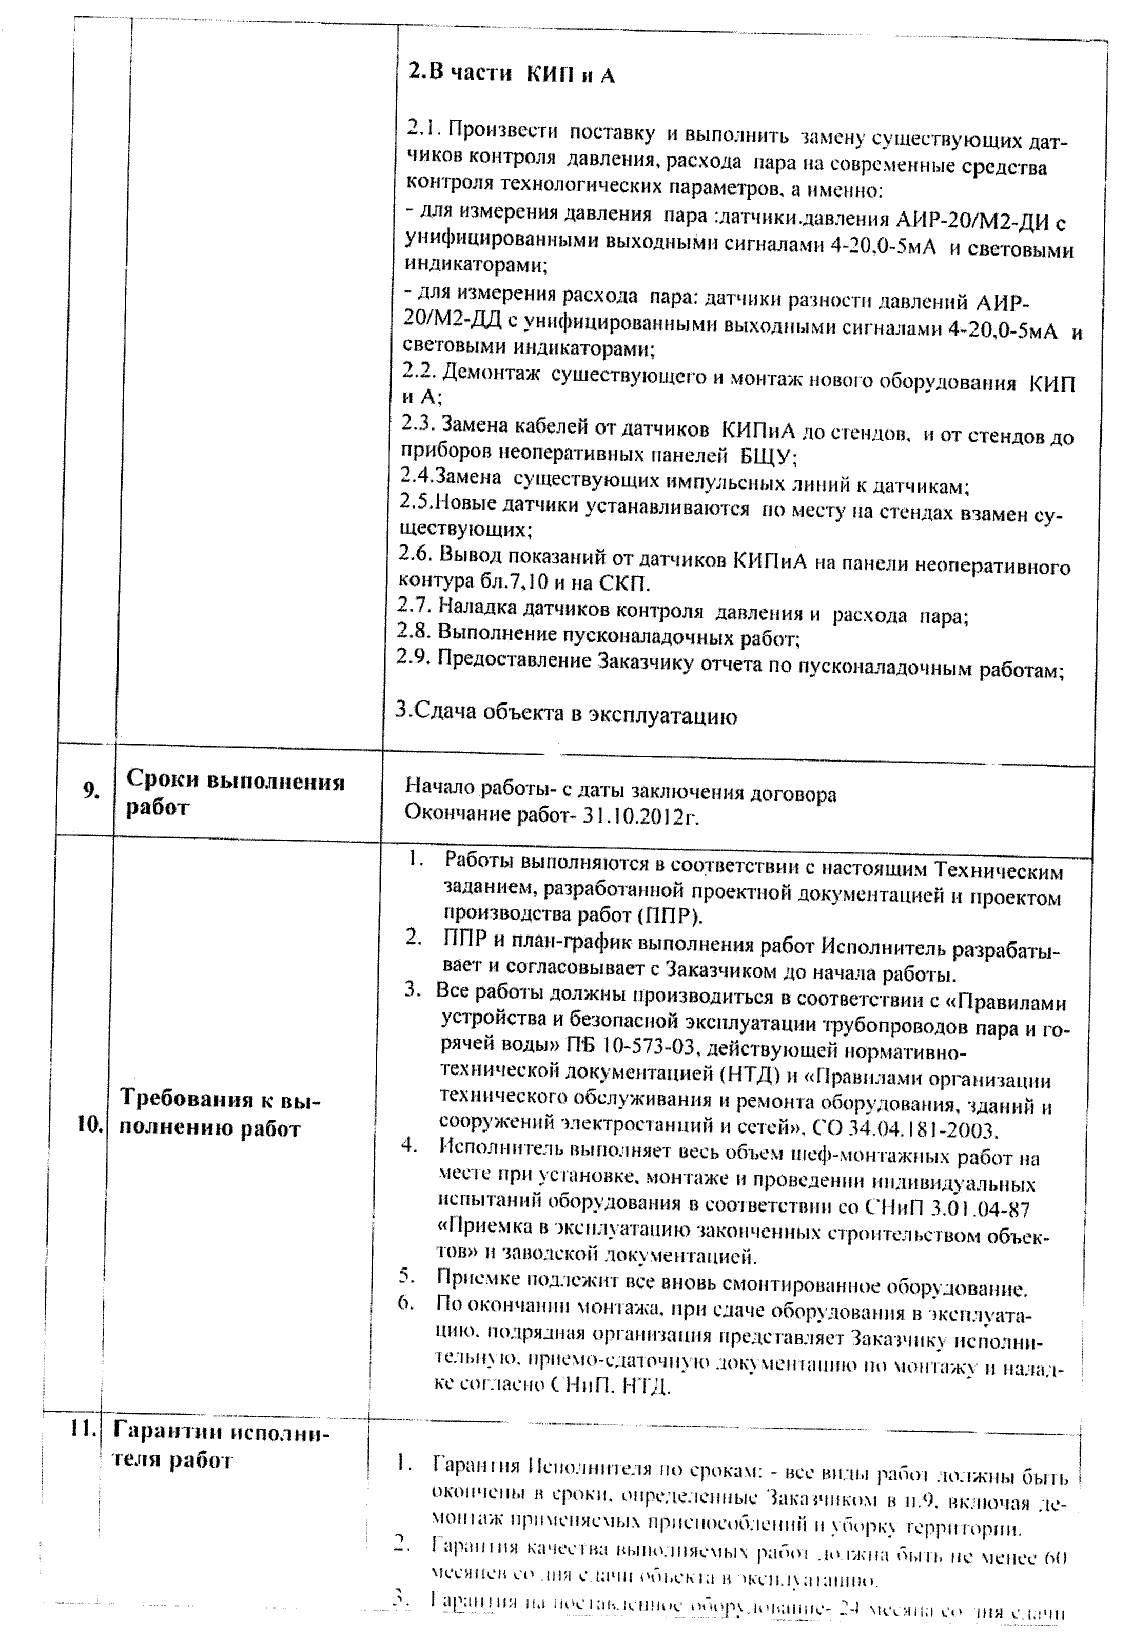 2.В части КИП и А
2.1. Произвести поставку и выполнить замену существующих дат-
чиков контроля давления, расхода пара на современные средства
контроля технологических параметров, а именно:
- для измерения давления пара :датчики.давления АИР-20/М2-ДИ с
унифицированными выходными сигналами 4-20,0-5мА и световыми
индикаторами;
- для измерения расхода пара: датчики разности давлений АИР-
20/М2-ДД с унифицированными выходными сигналами 4-20,0-5мА и
световыми индикаторами;
2.2. Демонтаж существующего и монтаж нового оборудования КИП
и А;
2.3. Замена кабелей от датчиков КИПиА до стендов, и от стендов до
приборов неоперативных панелей БЩУ;
2.4.Замена существующих импульсных линий к датчикам;
2.5.Новые датчики устанавливаются по месту на стендах взамен су-
ществующих;
2.6. Вывод показаний от датчиков КИПиА на панели неоперативного
контура бл.7,10 и на СКП.
2.7. Наладка датчиков контроля давления и расхода пара;
2.8. Выполнение пусконаладочных работ;
2.9. Предоставление Заказчику отчета по пусконаладочным работам;
3.Сдача объекта в эксплуатацию
9.
Сроки выполнения
работ
Начало работы- с даты заключения договора
Окончание работ- 31.10.2012г.
10.
Требования к вы-
полнению работ
1. Работы выполняются в соответствии с настоящим Техническим
заданием, разработанной проектной документацией и проектом
производства работ (ППР).
2. ППР и план-график выполнения работ Исполнитель разрабаты-
вает и согласовывает с Заказчиком до начала работы.
3. Все работы должны производиться в соответствии с «Правилами
устройства и безопасной эксплуатации трубопроводов пара и го-
рячей воды» ПБ 10-573-03, действующей нормативно-
технической документацией (НТД) и «Правилами организации
технического обслуживания и ремонта оборудования, зданий и
сооружений электростанций и сетей», СО 34.04.181-2003.
4. Исполнитель выполняет весь объем шеф-монтажных работ на
месте при установке, монтаже и проведении индивидуальных
испытаний оборудования в соответствии со СНиП 3.01.04-87
«Приемка в эксплуатацию законченных строительством объек-
тов» и заводской документацией.
5. Приемке подлежит все вновь смонтированное оборудование.
6. По окончании монтажа, при сдаче оборудования в эксплуата-
цию, подрядная организация представляет Заказчику исполни-
тельную, приемо-сдаточную документацию по монтажу и налад-
ке согласно СНиП, НТД.
11.
Гарантии исполни-
теля работ
1. Гарантия Исполнителя по срокам: - все виды работ должны быть
окончены в сроки, определенные Заказчиком в п.9, включая де-
монтаж применяемых приспособлений и уборку территории.
2. Гарантия качества выполняемых работ должна быть не менее 60
месяцев со дня сдачи объекта в эксплуатацию.
3. Гарантия на поставленное оборудование- 24 месяца со дня сдачи